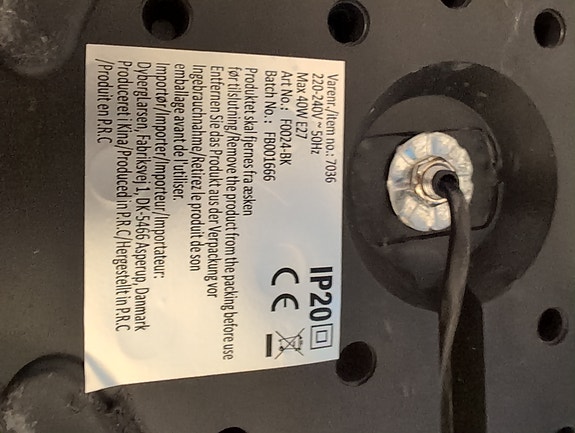 Varenr./Item no.: 7036
220-240V ~ 50Hz
Max 40W E27
Art No.: F0024-BK
Batch No.: FB001666
IP20
CE
Produktet skal fjernes fra æsken
før tilslutning/Remove the product from the packing before use
Entfernen Sie das Produkt aus der Verpackung vor
Ingebrauchnahme/Retirez le produit de son
emballage avant de l'utiliser.
Importør/Importer/Importeur/Importateur:
DybergLarsen, Fabriksvej 1, DK-5466 Asperup, Danmark
Produceret i Kina/Produced in P.R.C/Hergestellt in P.R.C
/Produit en P.R.C